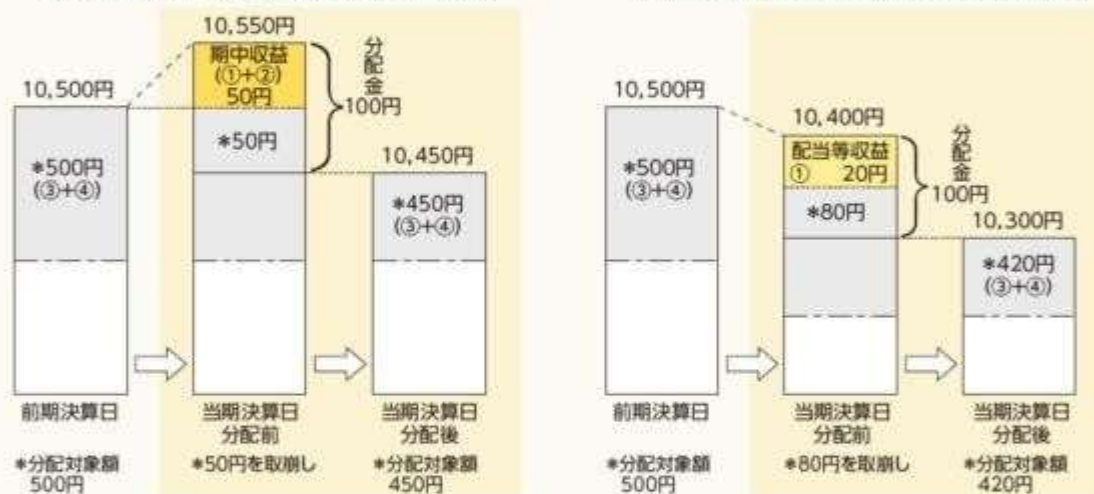 10,550円
期中収益
(①+②)
50円
分配金
100円
10,500円
*500円
(③+④)
*50円
10,450円
*450円
(③+④)
前期決算日
当期決算日
分配前
当期決算日
分配後
*分配対象額
500円
*50円を取崩し
*分配対象額
450円
10,500円
*500円
(③+④)
10,400円
配当等収益
① 20円
*80円
分配金
100円
10,300円
*420円
(③+④)
前期決算日
当期決算日
分配前
当期決算日
分配後
*分配対象額
500円
*80円を取崩し
*分配対象額
420円